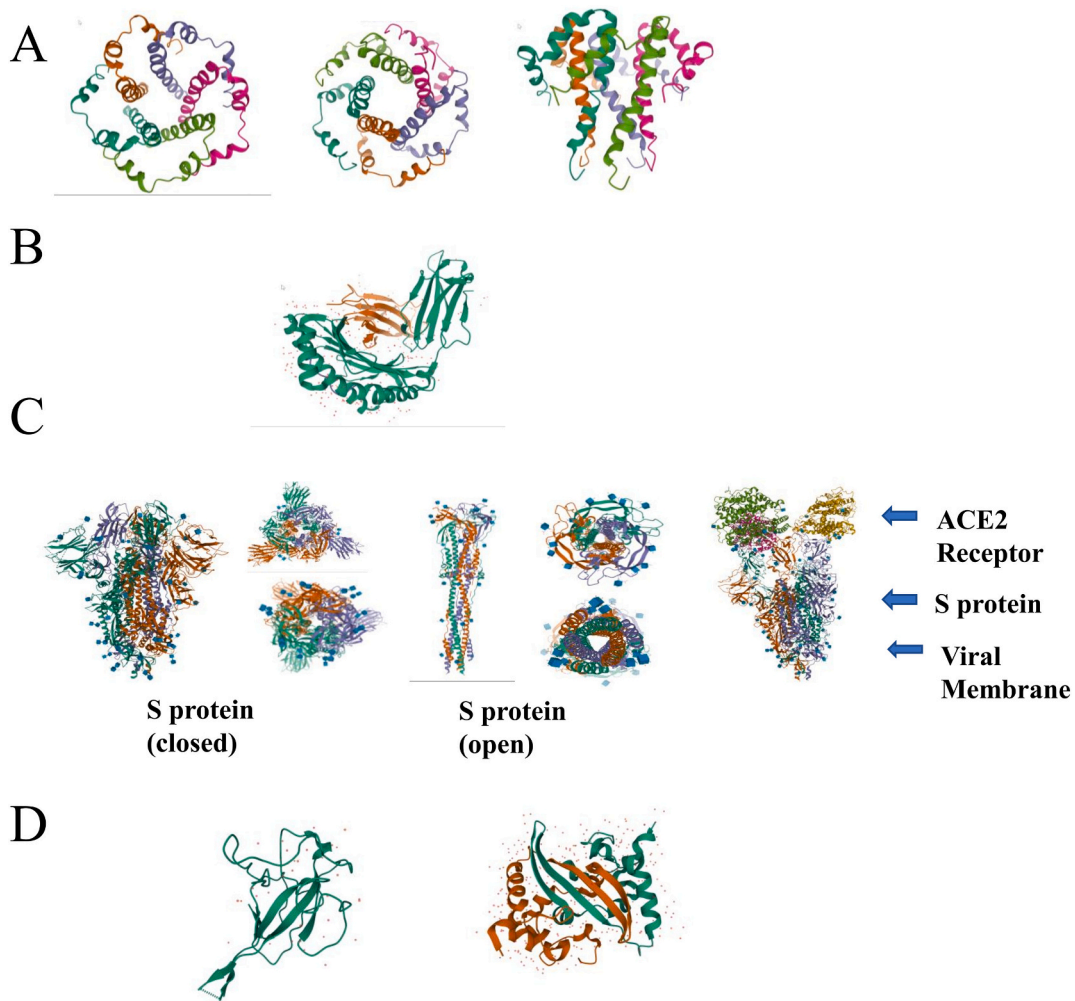 A
B
C
ACE2
Receptor
S protein
Viral
Membrane
S protein
(closed)
S protein
(open)
D